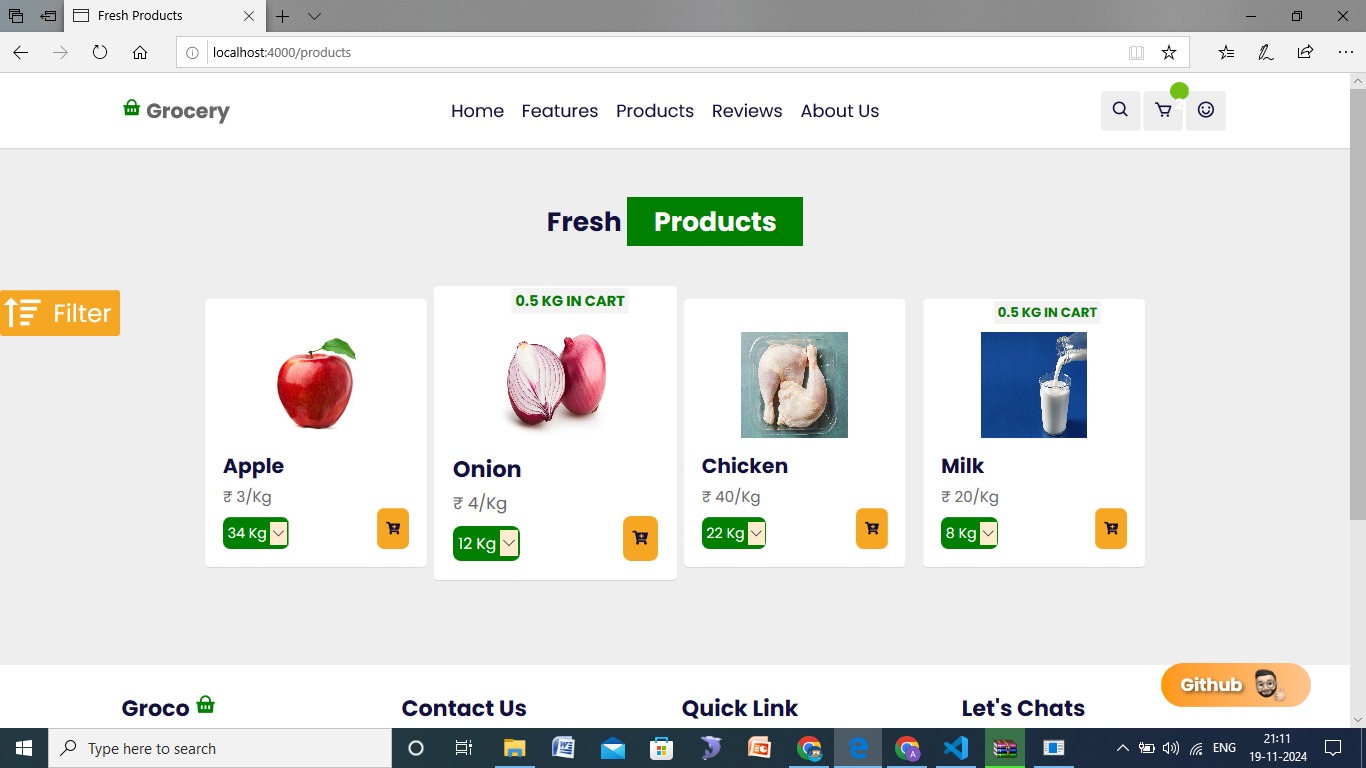 Fresh Products
localhost:4000/products
Grocery
Home Features Products Reviews About Us
Fresh Products
Filter
0.5 KG IN CART
0.5 KG IN CART
Apple
Onion
Chicken
Milk
₹ 3/Kg
₹ 4/Kg
₹ 40/Kg
₹ 20/Kg
34 Kg
12 Kg
22 Kg
8 Kg
Github
Groco
Contact Us
Quick Link
Let's Chats
Type here to search
ENG
21:11
19-11-2024